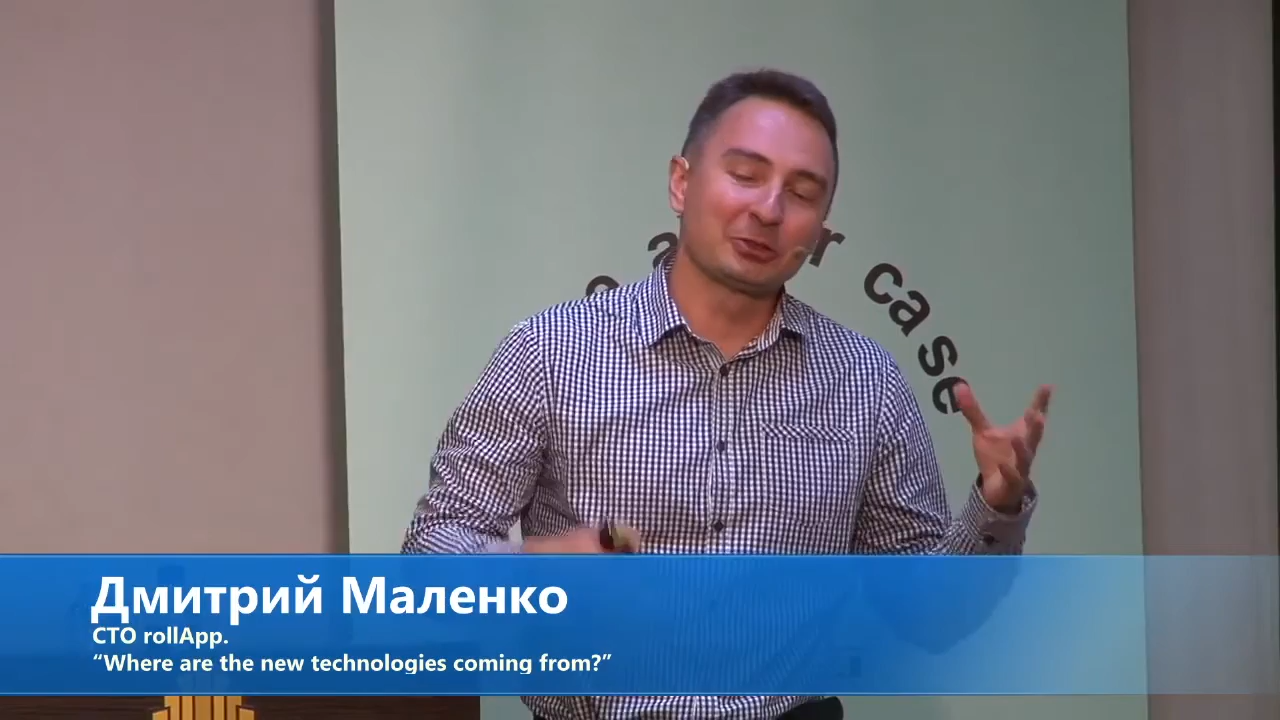 case
Дмитрий Маленко
CTO rollApp.
“Where are the new technologies coming from?”